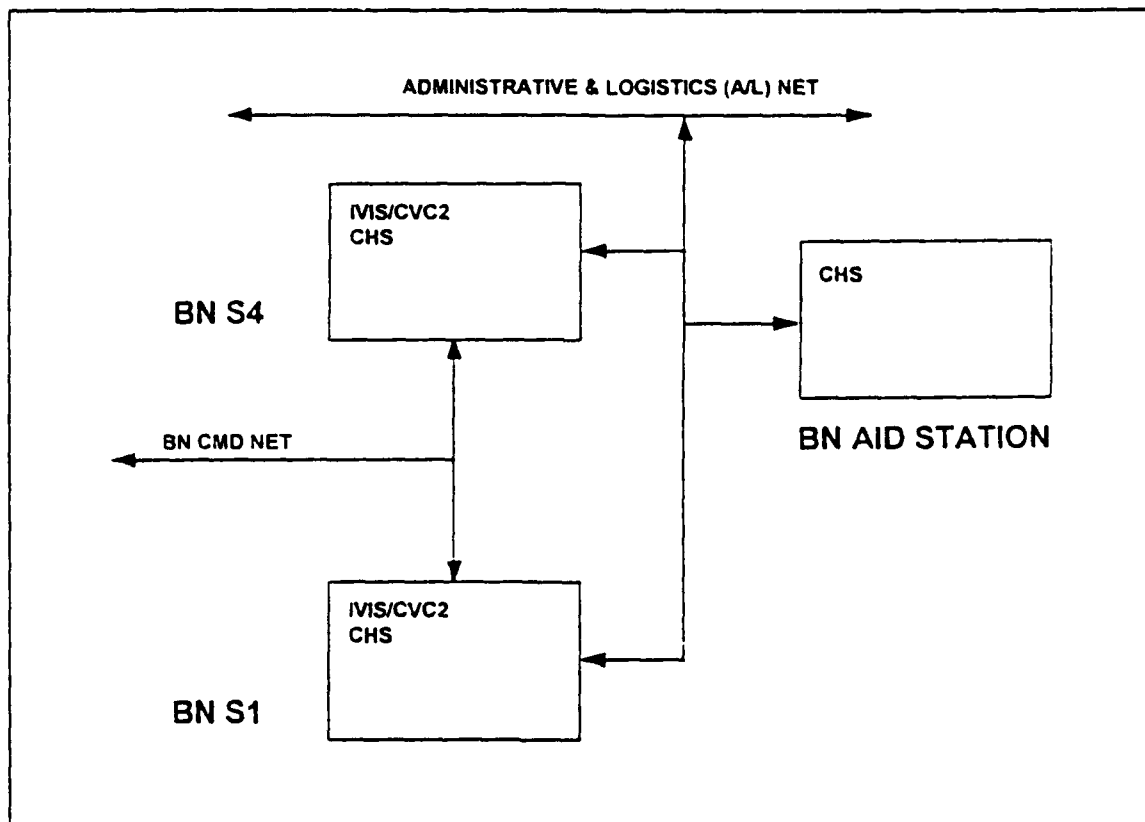 ADMINISTRATIVE & LOGISTICS (A/L) NET
IVIS/CVC2
CHS
BN S4
CHS
BN AID STATION
BN CMD NET
IVIS/CVC2
CHS
BN S1